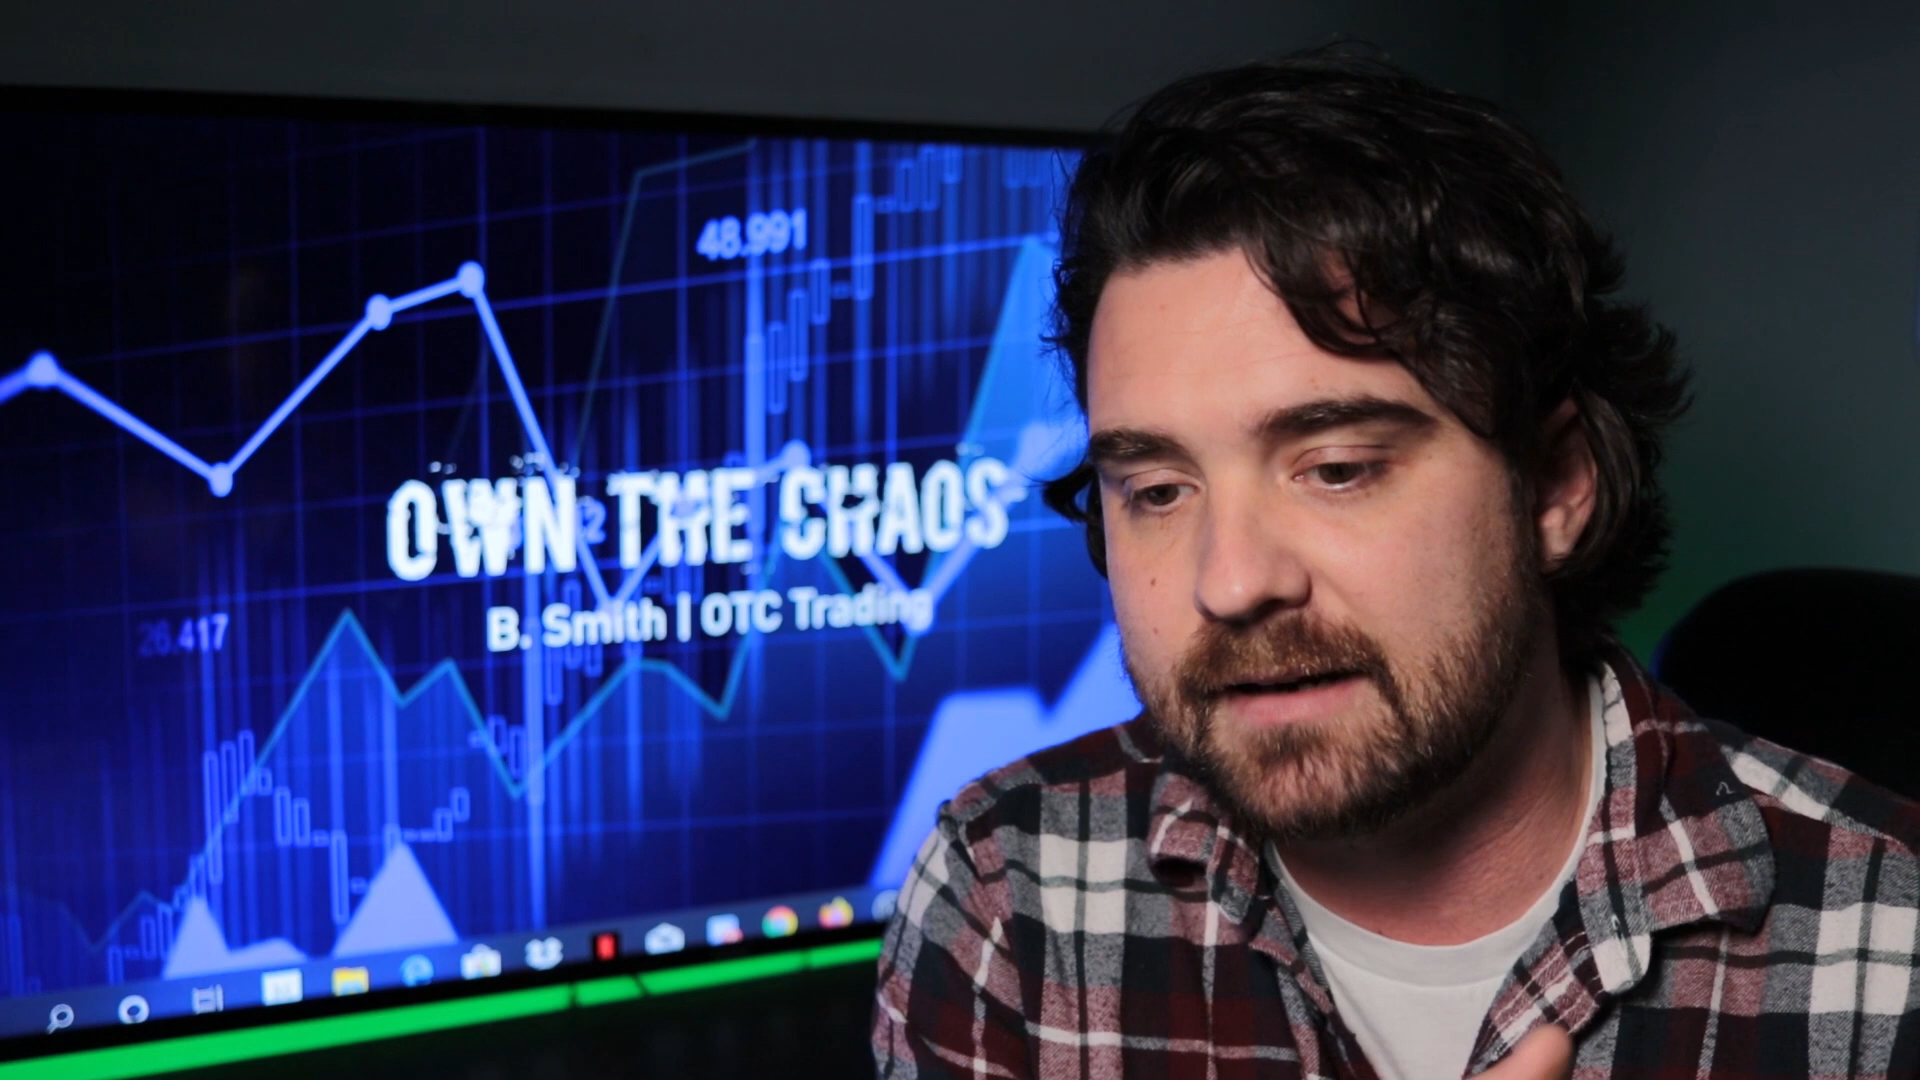 48.991
OWN THE CHAOS
B. Smith | OTC Trading
26.417